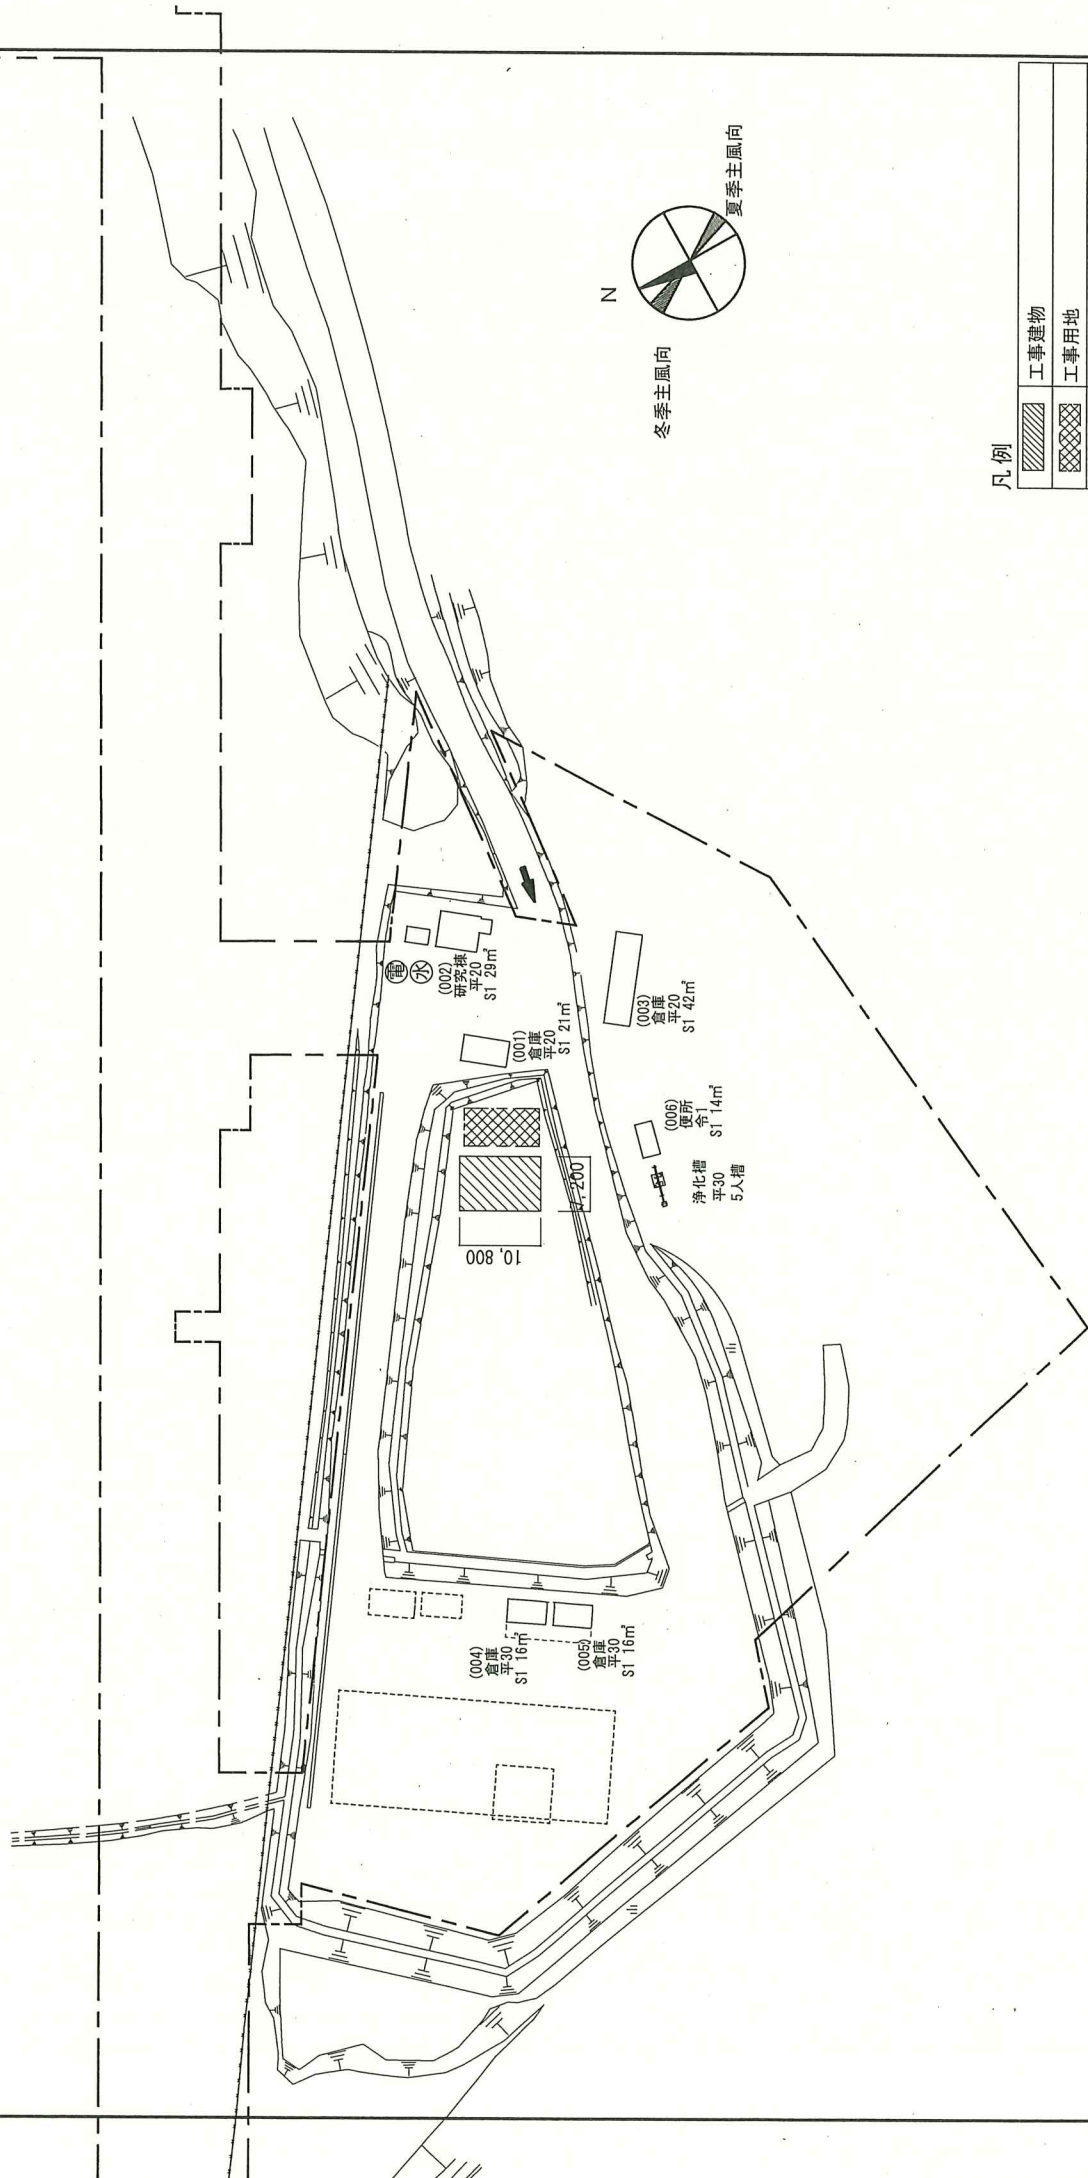 N
冬季主風向
夏季主風向
凡例
工事建物
工事用地
電
水
(002)
研究棟
平20
S1 29㎡
(001)
倉庫
平20
S1 21㎡
(003)
倉庫
平20
S1 42㎡
(006)
便所
令1
S1 14㎡
浄化槽
平30
5人槽
7,200
10,800
(004)
倉庫
平30
S1 16㎡
(005)
倉庫
平30
S1 16㎡